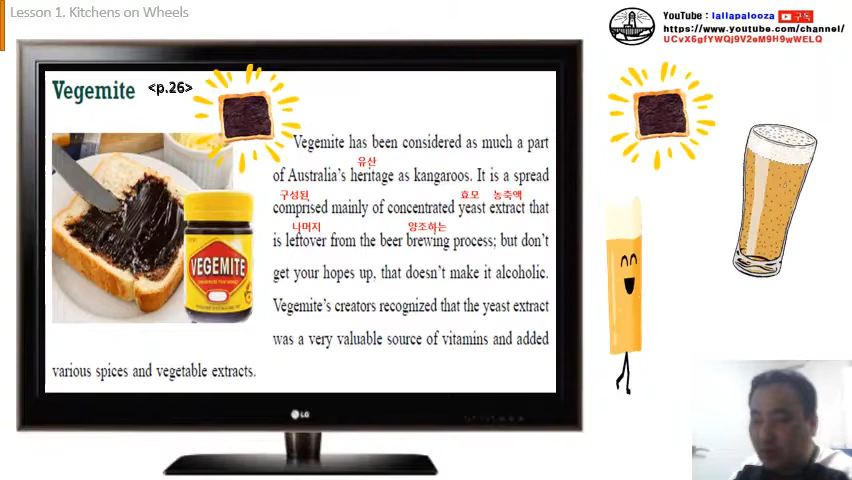 Lesson 1. Kitchens on Wheels
YouTube : lallapalooza 구독
https://www.youtube.com/channel/
UCvX6gfYWQj9V2eM9H9wWELQ
Vegemite <p.26>
Vegemite has been considered as much a part
유산
of Australia's heritage as kangaroos. It is a spread
구성된 효모 농축액
comprised mainly of concentrated yeast extract that
나머지 양조하는
is leftover from the beer brewing process; but don't
get your hopes up, that doesn't make it alcoholic.
Vegemite's creators recognized that the yeast extract
was a very valuable source of vitamins and added
various spices and vegetable extracts.
VEGEMITE
LG